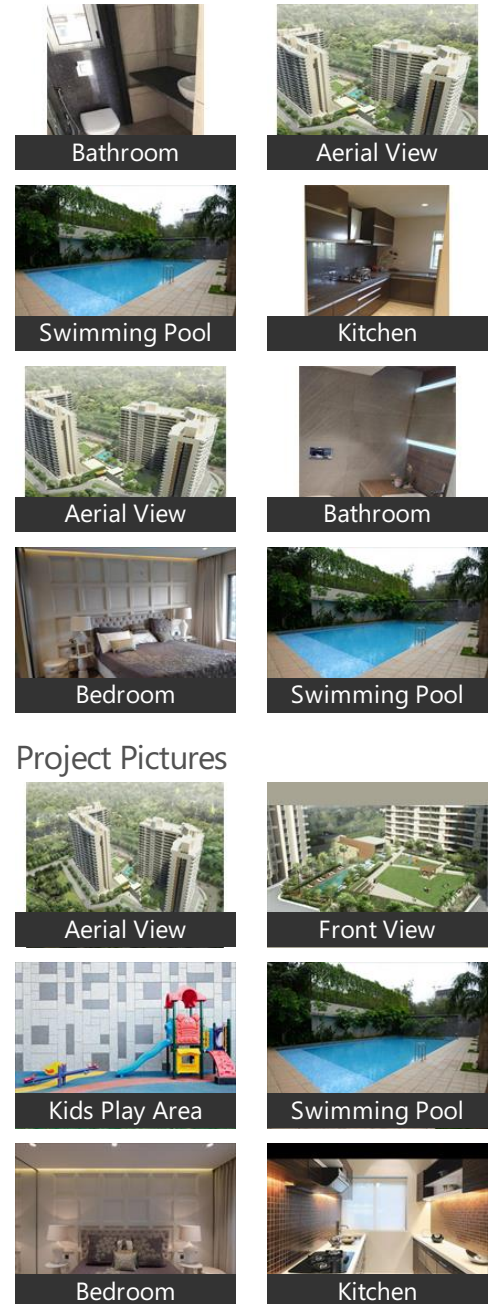 Bathroom
Aerial View
Swimming Pool
Kitchen
Aerial View
Bathroom
Bedroom
Swimming Pool
Project Pictures
Aerial View
Front View
Kids Play Area
Swimming Pool
Bedroom
Kitchen